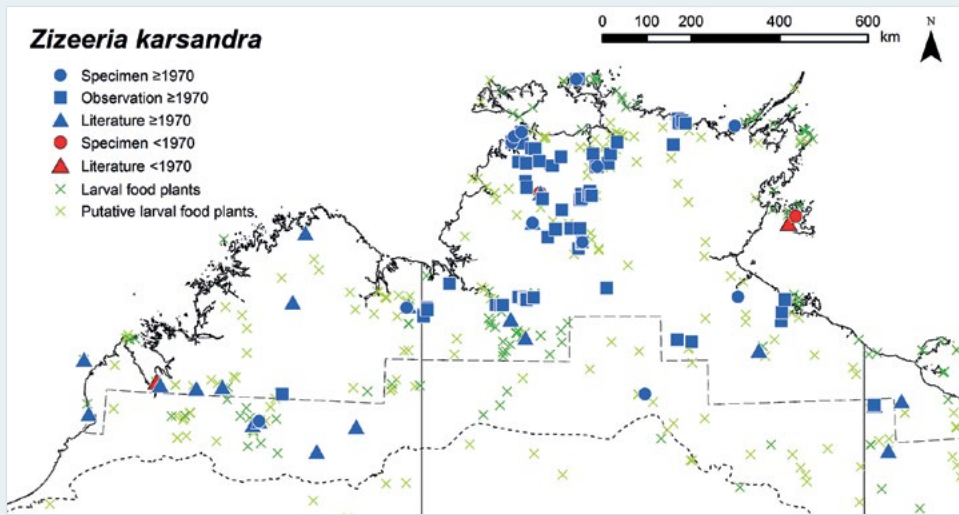 Zizeeria karsandra
Specimen ≥1970
Observation ≥1970
Literature ≥1970
Specimen <1970
Literature <1970
Larval food plants
Putative larval food plants
0 100 200 400 600
km
N